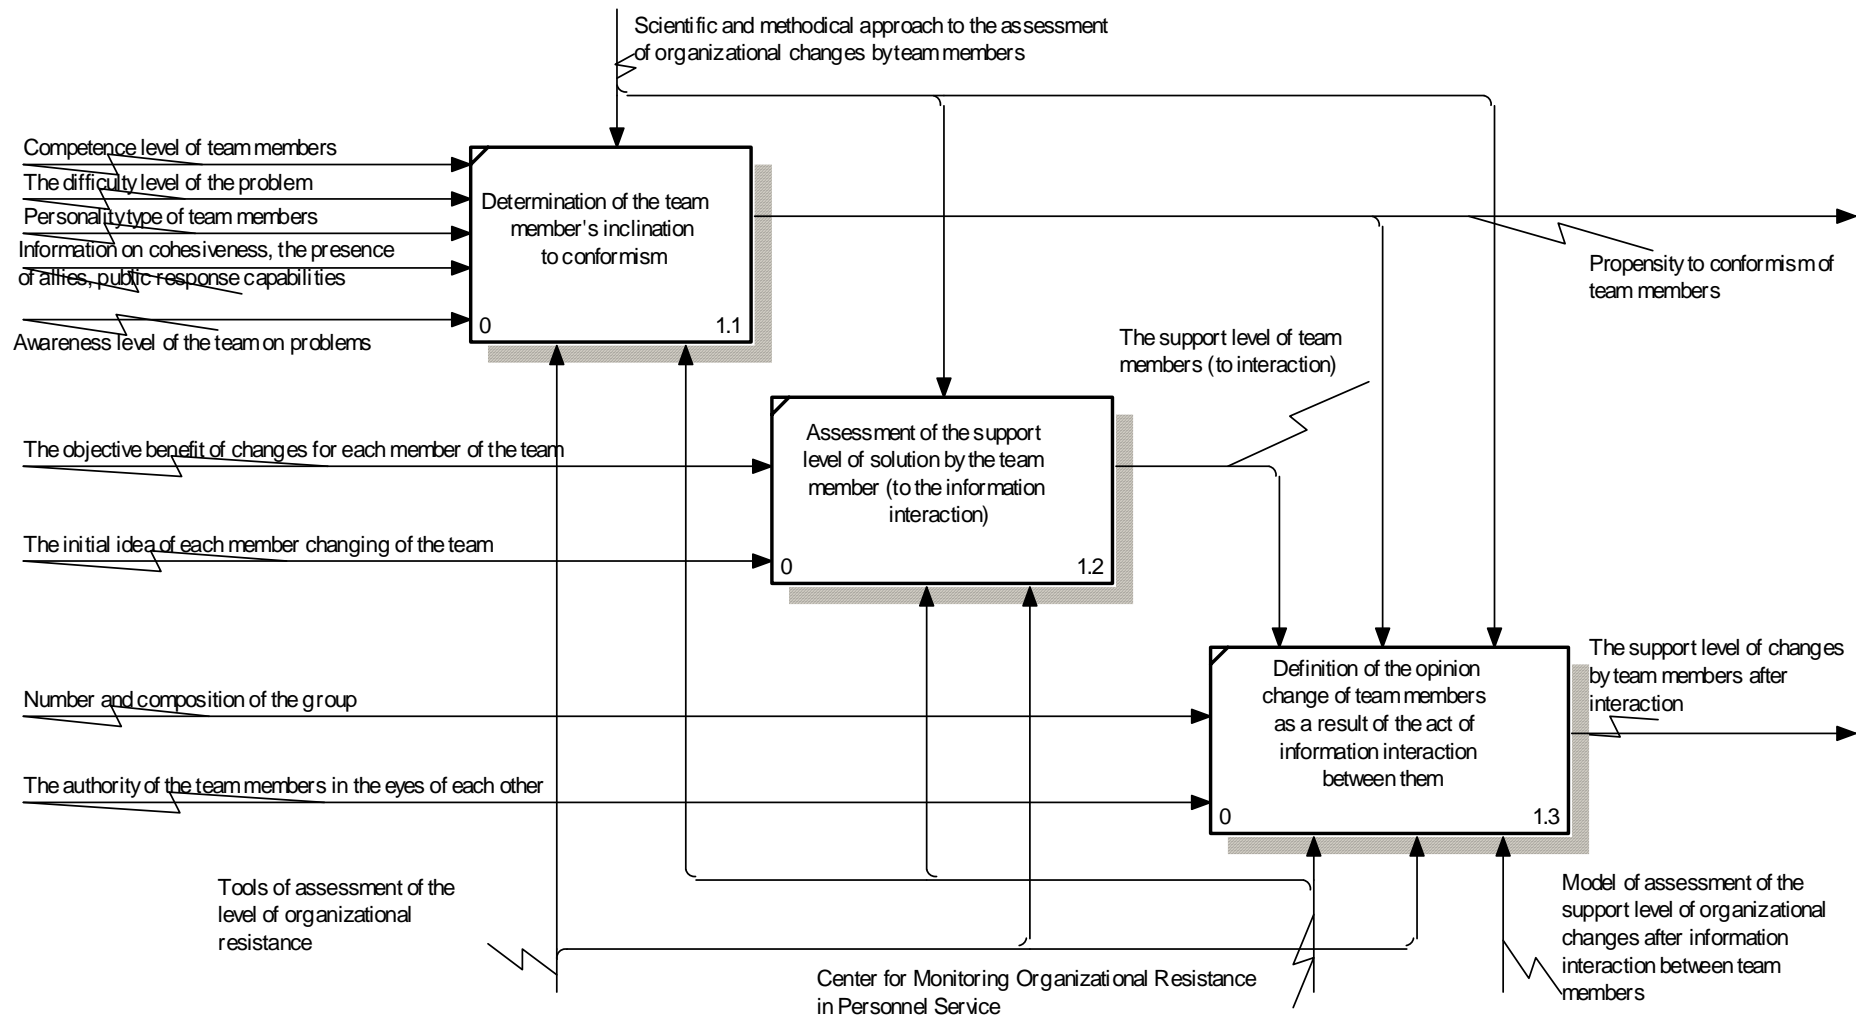 Scientific and methodical approach to the assessment
of organizational changes by team members
Competence level of team members
The difficulty level of the problem
Personality type of team members
Information on cohesiveness, the presence
of allies, public response capabilities
Awareness level of the team on problems
Determination of the team
member's inclination
to conformism
0
1.1
Propensity to conformism of
team members
The support level of team
members (to interaction)
The objective benefit of changes for each member of the team
The initial idea of each member changing of the team
Assessment of the support
level of solution by the team
member (to the information
interaction)
0
1.2
Number and composition of the group
The authority of the team members in the eyes of each other
Definition of the opinion
change of team members
as a result of the act of
information interaction
between them
0
1.3
The support level of changes
by team members after
interaction
Tools of assessment of the
level of organizational
resistance
Center for Monitoring Organizational Resistance
in Personnel Service
Model of assessment of the
support level of organizational
changes after information
interaction between team
members